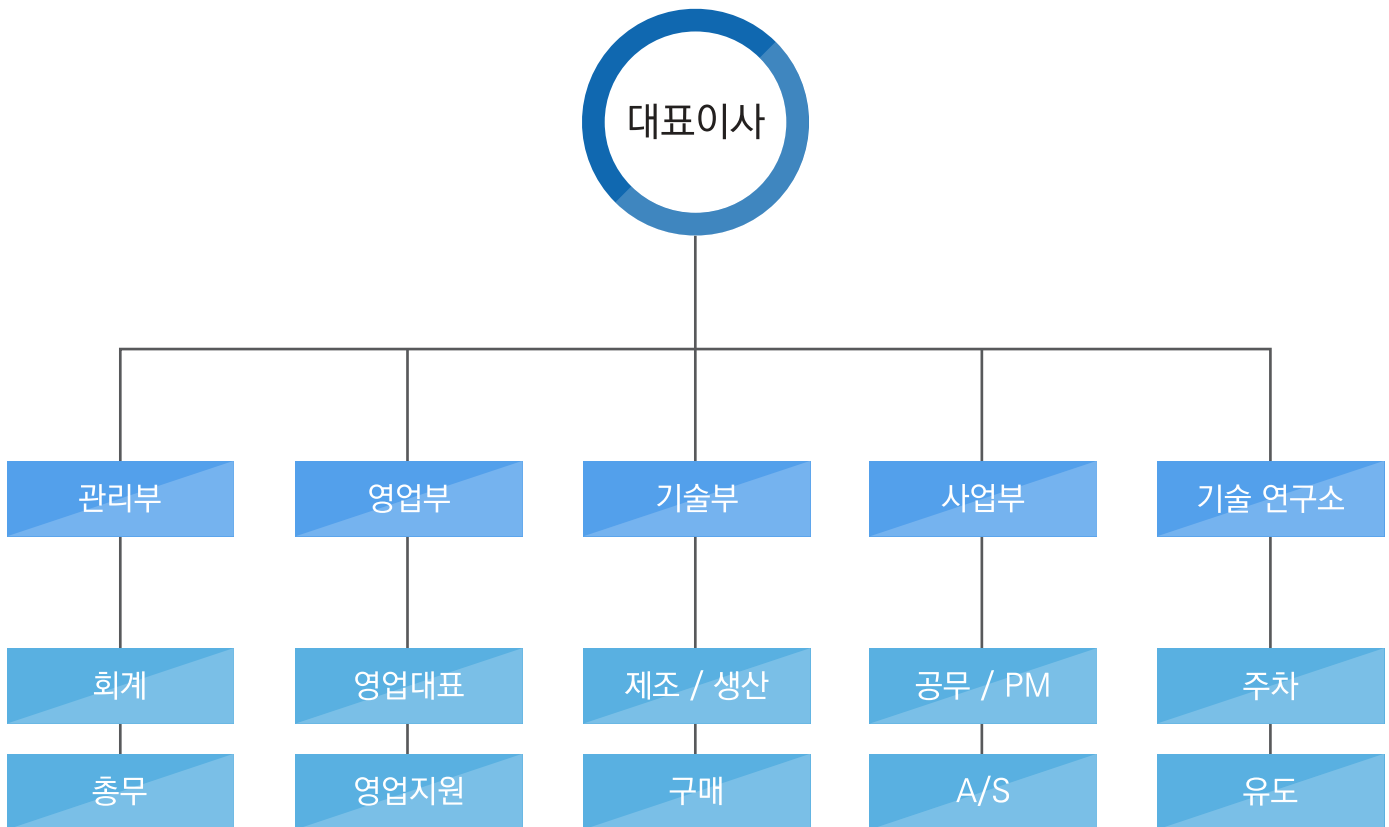 대표이사
관리부
영업부
기술부
사업부
기술 연구소
회계
영업대표
제조 / 생산
공무 / PM
주차
총무
영업지원
구매
A/S
유도